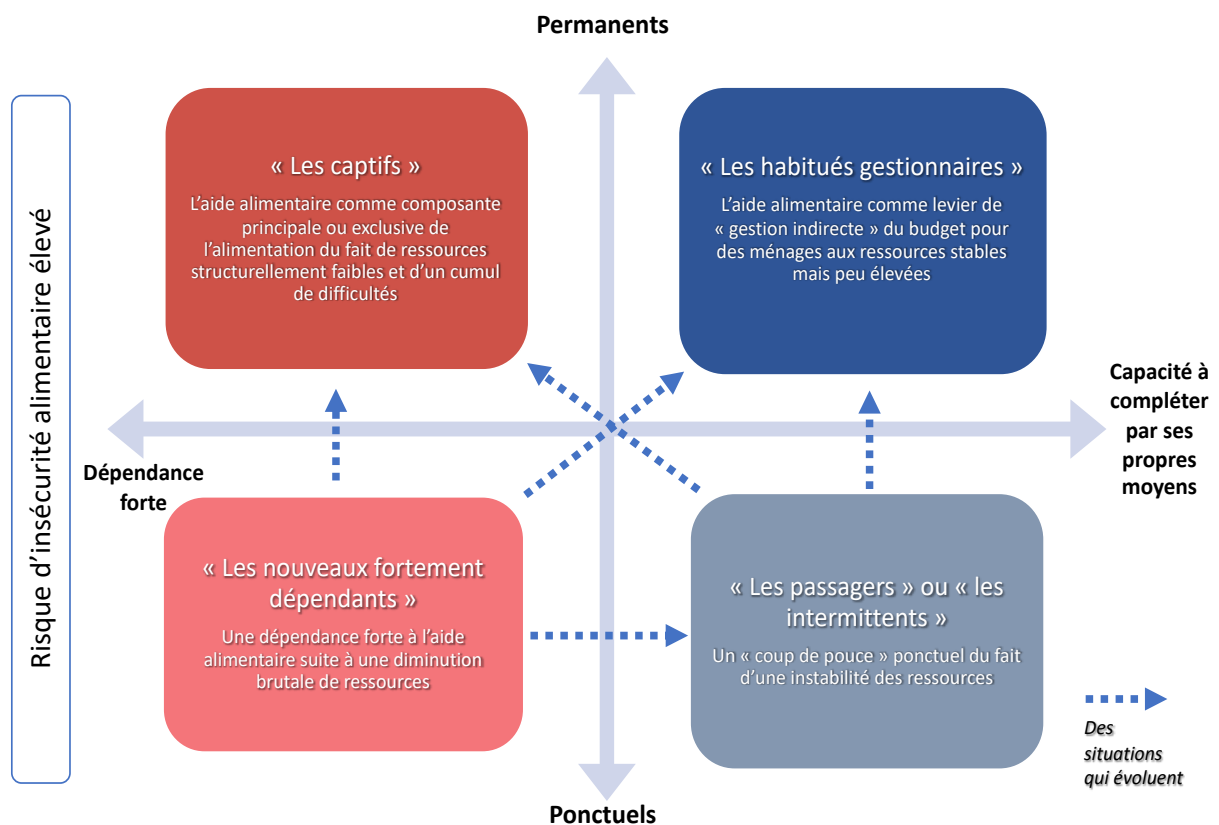 Permanents
Risque d’insécurité alimentaire élevé
« Les captifs »
L’aide alimentaire comme composante
principale ou exclusive de
l’alimentation du fait de ressources
structurellement faibles et d’un cumul
de difficultés
« Les habitués gestionnaires »
L’aide alimentaire comme levier de
« gestion indirecte » du budget pour
des ménages aux ressources stables
mais peu élevées
Dépendance
forte
Capacité à
compléter
par ses
propres
moyens
« Les nouveaux fortement
dépendants »
Une dépendance forte à l’aide
alimentaire suite à une diminution
brutale de ressources
« Les passagers » ou « les
intermittents »
Un « coup de pouce » ponctuel du fait
d’une instabilité des ressources
Des
situations
qui évoluent
Ponctuels